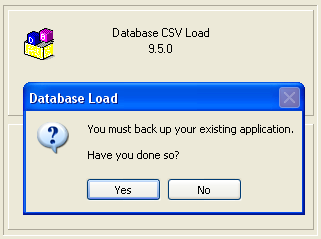 Database CSV Load
9.5.0
Database Load
You must back up your existing application.
Have you done so?
Yes
No